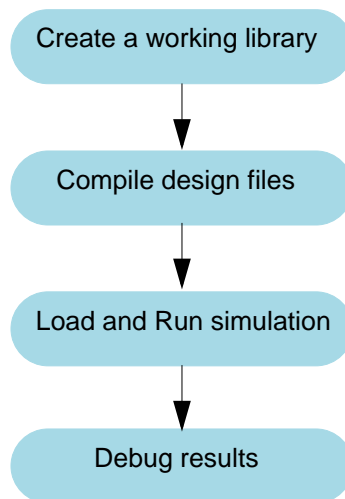 Create a working library
Compile design files
Load and Run simulation
Debug results